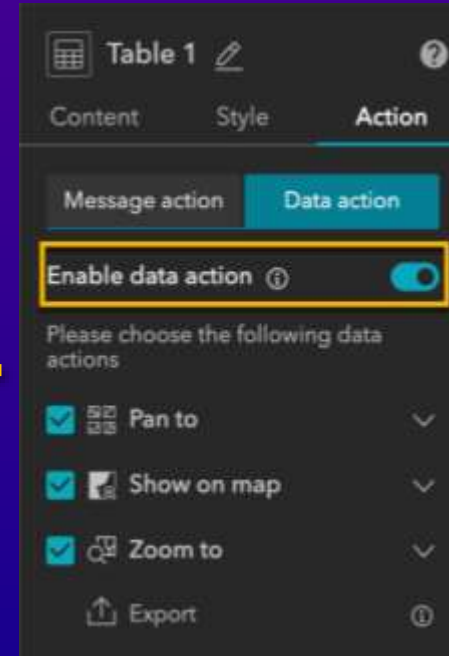 Table 1
Content Style Action
Message action Data action
Enable data action
Please choose the following data
actions
Pan to
Show on map
Zoom to
Export